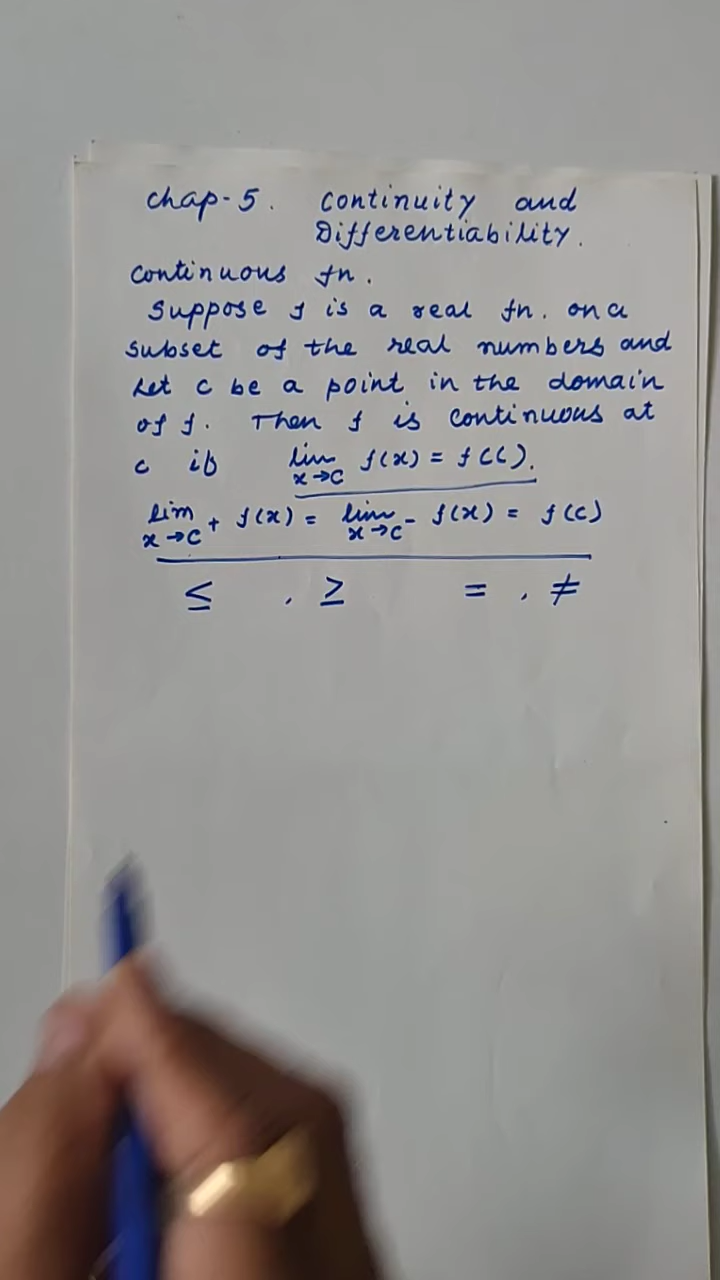 chap-5. continuity and
Differentiability.
continuous fn.
Suppose f is a real fn. on a
subset of the real numbers and
Let c be a point in the domain
of f. Then f is continuous at
c if lim x→c f(x) = f(c).
lim x→c+ f(x) = lim x→c- f(x) = f(c)
≤ , ≥ = , ≠